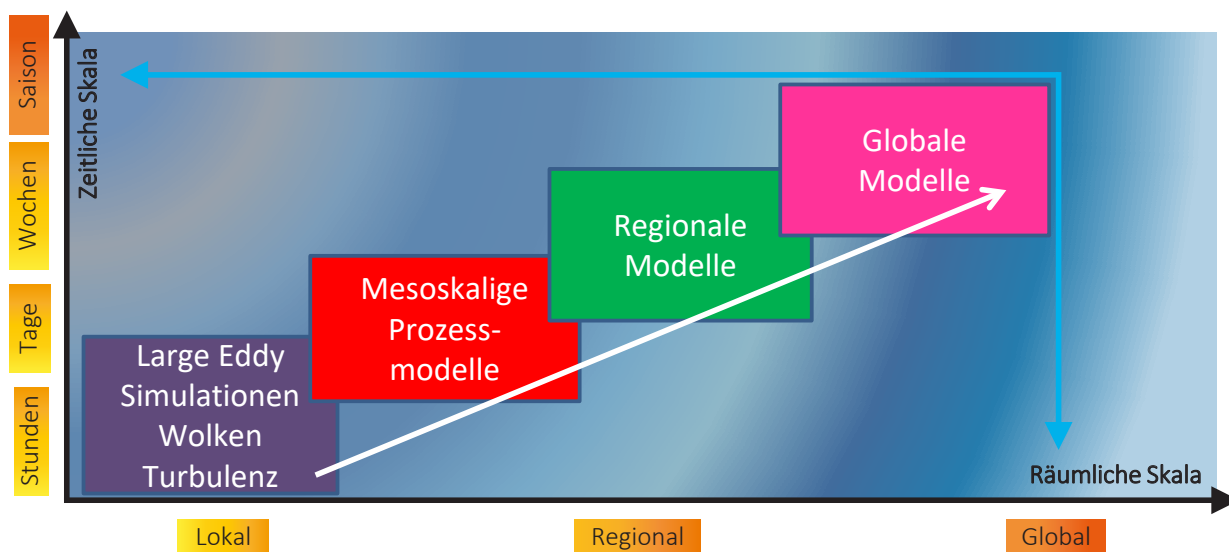 Saison
Wochen
Tage
Stunden
Zeitliche Skala
Globale
Modelle
Regionale
Modelle
Mesoskalige
Prozess-
modelle
Large Eddy
Simulationen
Wolken
Turbulenz
Räumliche Skala
Lokal
Regional
Global